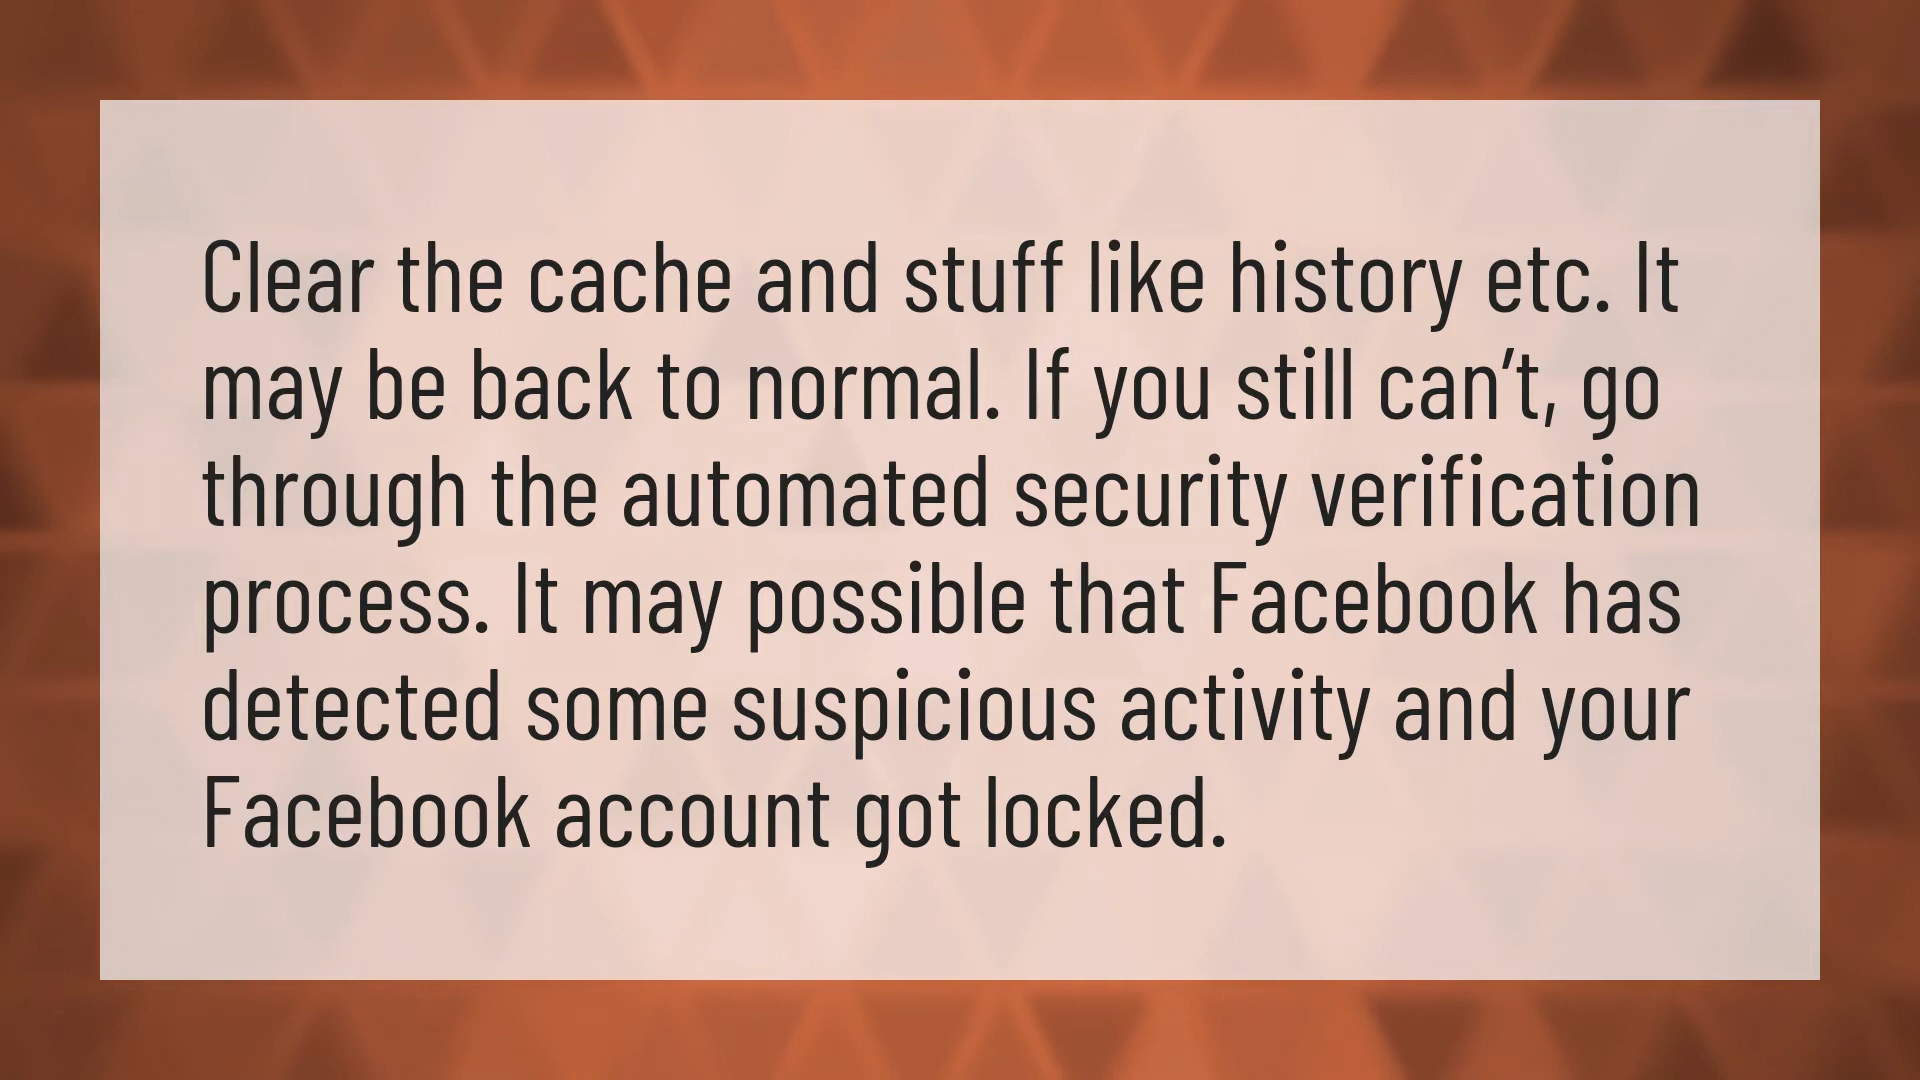 Clear the cache and stuff like history etc. It
may be back to normal. If you still can’t, go
through the automated security verification
process. It may possible that Facebook has
detected some suspicious activity and your
Facebook account got locked.